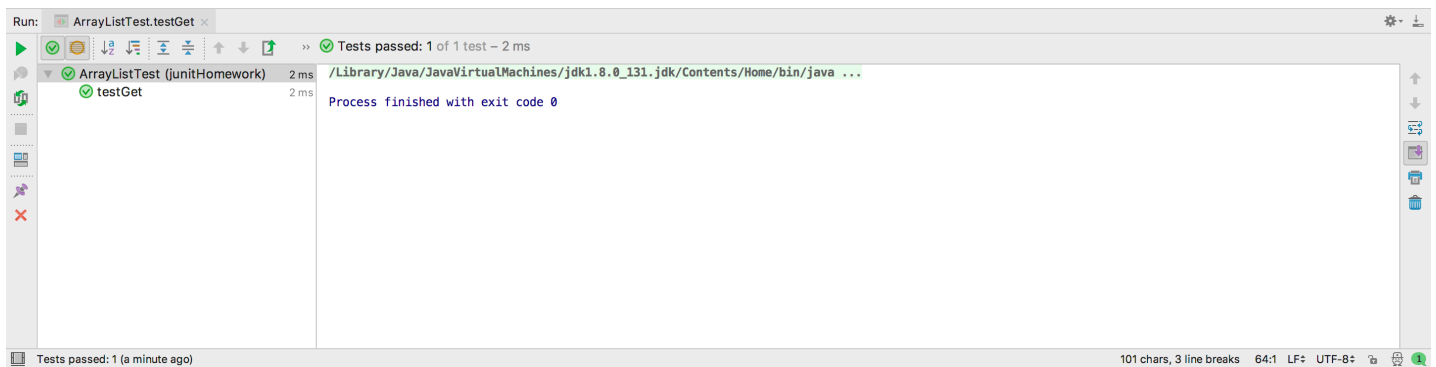 Run: ArrayListTest.testGet
Tests passed: 1 of 1 test – 2 ms
ArrayListTest (junitHomework) 2 ms
testGet 2 ms
/Library/Java/JavaVirtualMachines/jdk1.8.0_131.jdk/Contents/Home/bin/java ...
Process finished with exit code 0
Tests passed: 1 (a minute ago)
101 chars, 3 line breaks 64:1 LF UTF-8 1